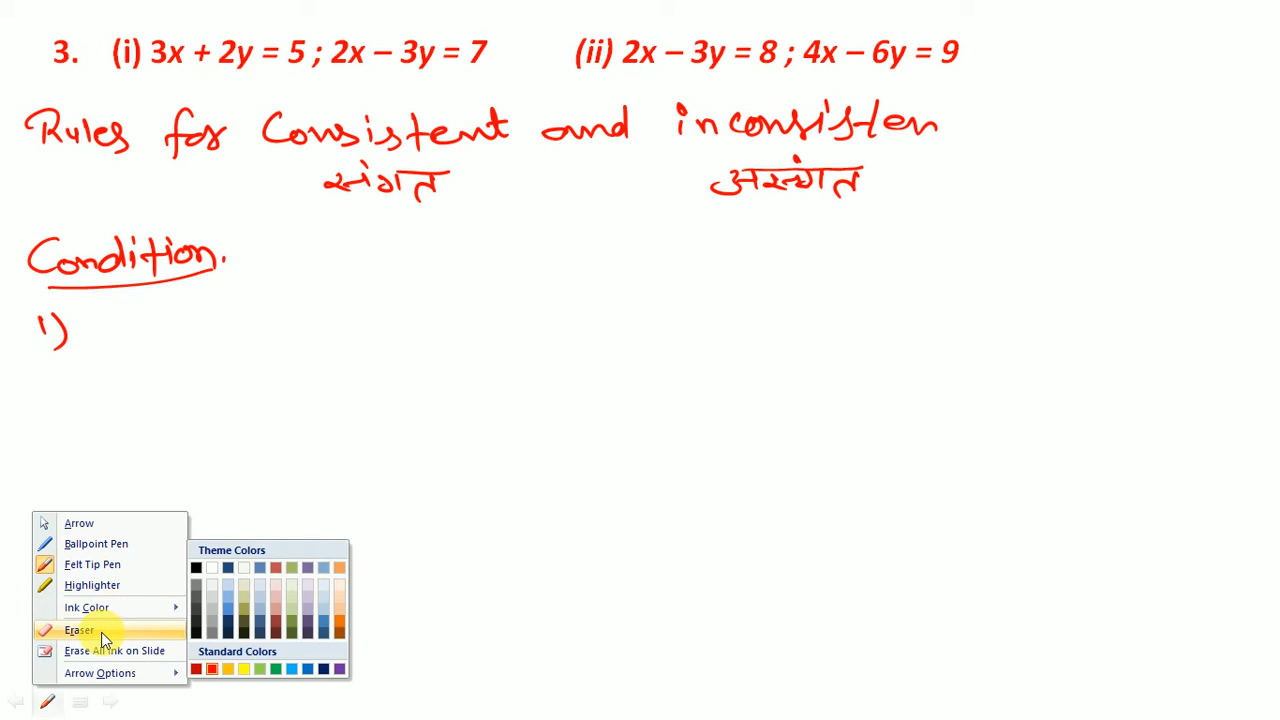 3. (i) 3x + 2y = 5 ; 2x – 3y = 7 (ii) 2x – 3y = 8 ; 4x – 6y = 9
Rules for Consistent and inconsisten
संगत असंगत
Condition.
1)
Arrow
Ballpoint Pen
Felt Tip Pen
Highlighter
Ink Color
Eraser
Erase All Ink on Slide
Arrow Options
Theme Colors
Standard Colors